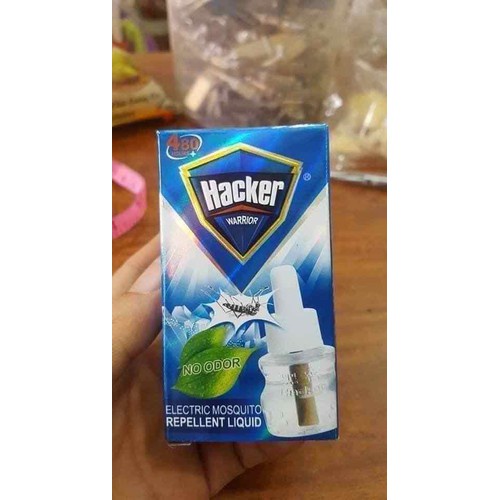 480
Hacker
®
WARRIOR
NO ODOR
ELECTRIC MOSQUITO
REPELLENT LIQUID